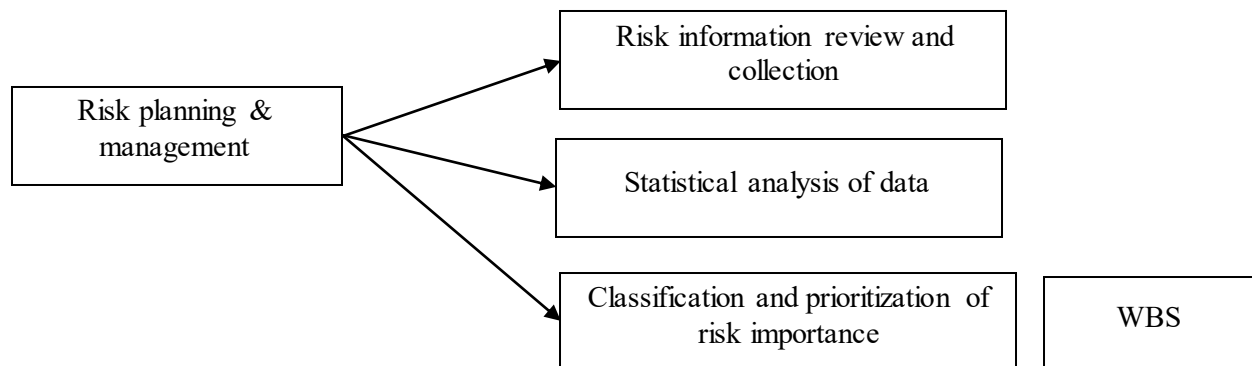 Risk information review and
collection
Risk planning &
management
Statistical analysis of data
Classification and prioritization of
risk importance
WBS